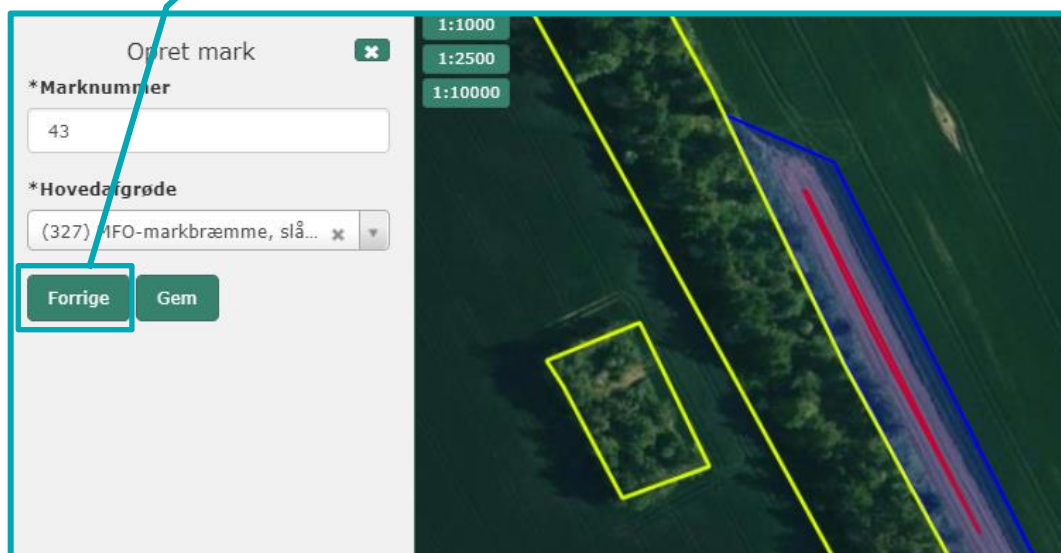 Opret mark
*Marknummer
43
*Hovedafgrøde
(327) MFO-markbræmme, slå...
Forrige
Gem
1:1000
1:2500
1:10000